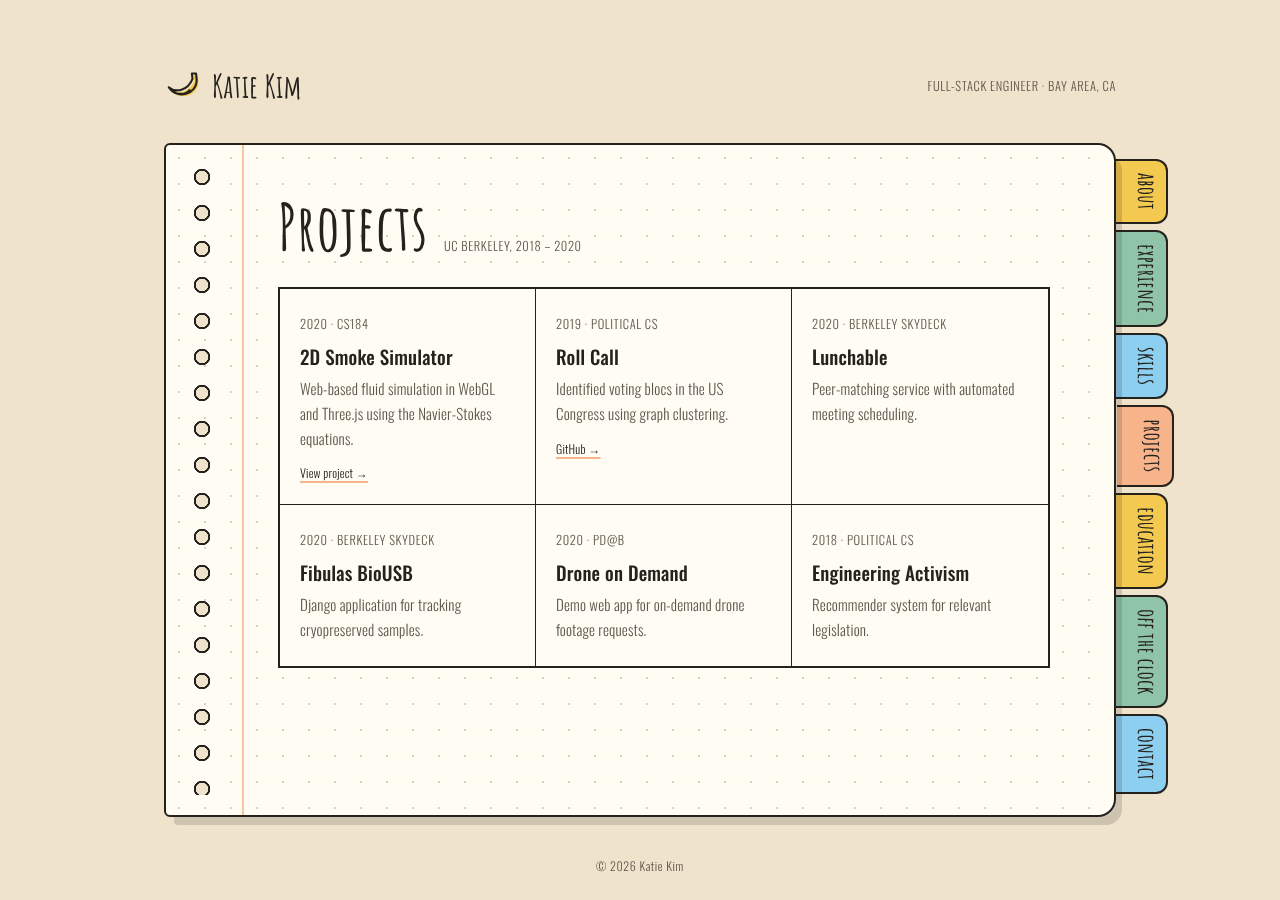 Katie Kim
FULL-STACK ENGINEER · BAY AREA, CA
Projects
UC BERKELEY, 2018 – 2020
2020 · CS184
2D Smoke Simulator
Web-based fluid simulation in WebGL
and Three.js using the Navier-Stokes
equations.
View project →
2019 · POLITICAL CS
Roll Call
Identified voting blocs in the US
Congress using graph clustering.
GitHub →
2020 · BERKELEY SKYDECK
Lunchable
Peer-matching service with automated
meeting scheduling.
2020 · BERKELEY SKYDECK
Fibulas BioUSB
Django application for tracking
cryopreserved samples.
2020 · PD@B
Drone on Demand
Demo web app for on-demand drone
footage requests.
2018 · POLITICAL CS
Engineering Activism
Recommender system for relevant
legislation.
ABOUT
EXPERIENCE
SKILLS
PROJECTS
EDUCATION
OFF THE CLOCK
CONTACT
© 2026 Katie Kim